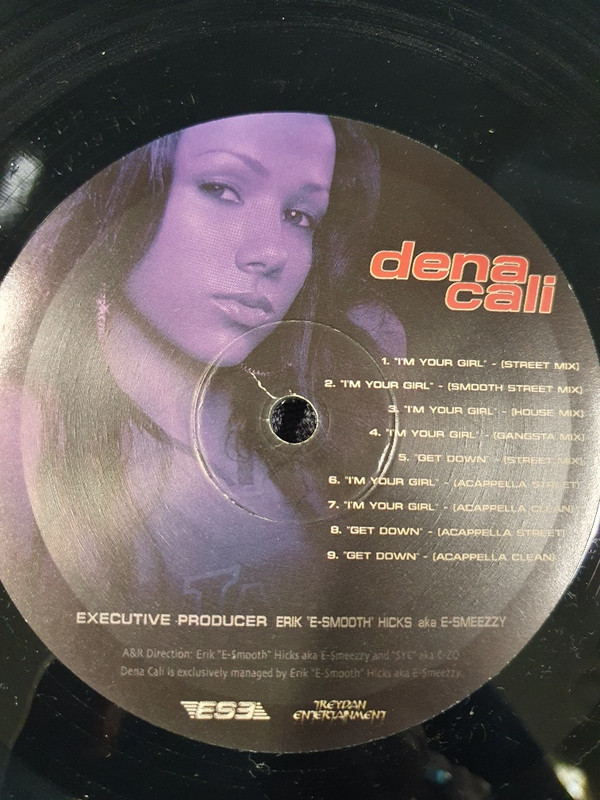 dena
cali
1. "I'M YOUR GIRL" - (STREET MIX)
2. "I'M YOUR GIRL" - (SMOOTH STREET MIX)
3. "I'M YOUR GIRL" - (HOUSE MIX)
4. "I'M YOUR GIRL" - (GANGSTA MIX)
5. "GET DOWN" - (STREET MIX)
6. "I'M YOUR GIRL" - (ACAPPELLA STREET)
7. "I'M YOUR GIRL" - (ACAPPELLA CLEAN)
8. "GET DOWN" - (ACAPPELLA STREET)
9. "GET DOWN" - (ACAPPELLA CLEAN)
EXECUTIVE PRODUCER ERIK "E-SMOOTH" HICKS aka E-SMEEZZY
A&R Direction: Erik "E-Smooth" Hicks aka E-Smeezzy and "SYC" aka C-ZO
Dena Cali is exclusively managed by Erik "E-Smooth" Hicks aka E-Smeezzy.
ES3
TREYDAN
ENTERTAINMENT